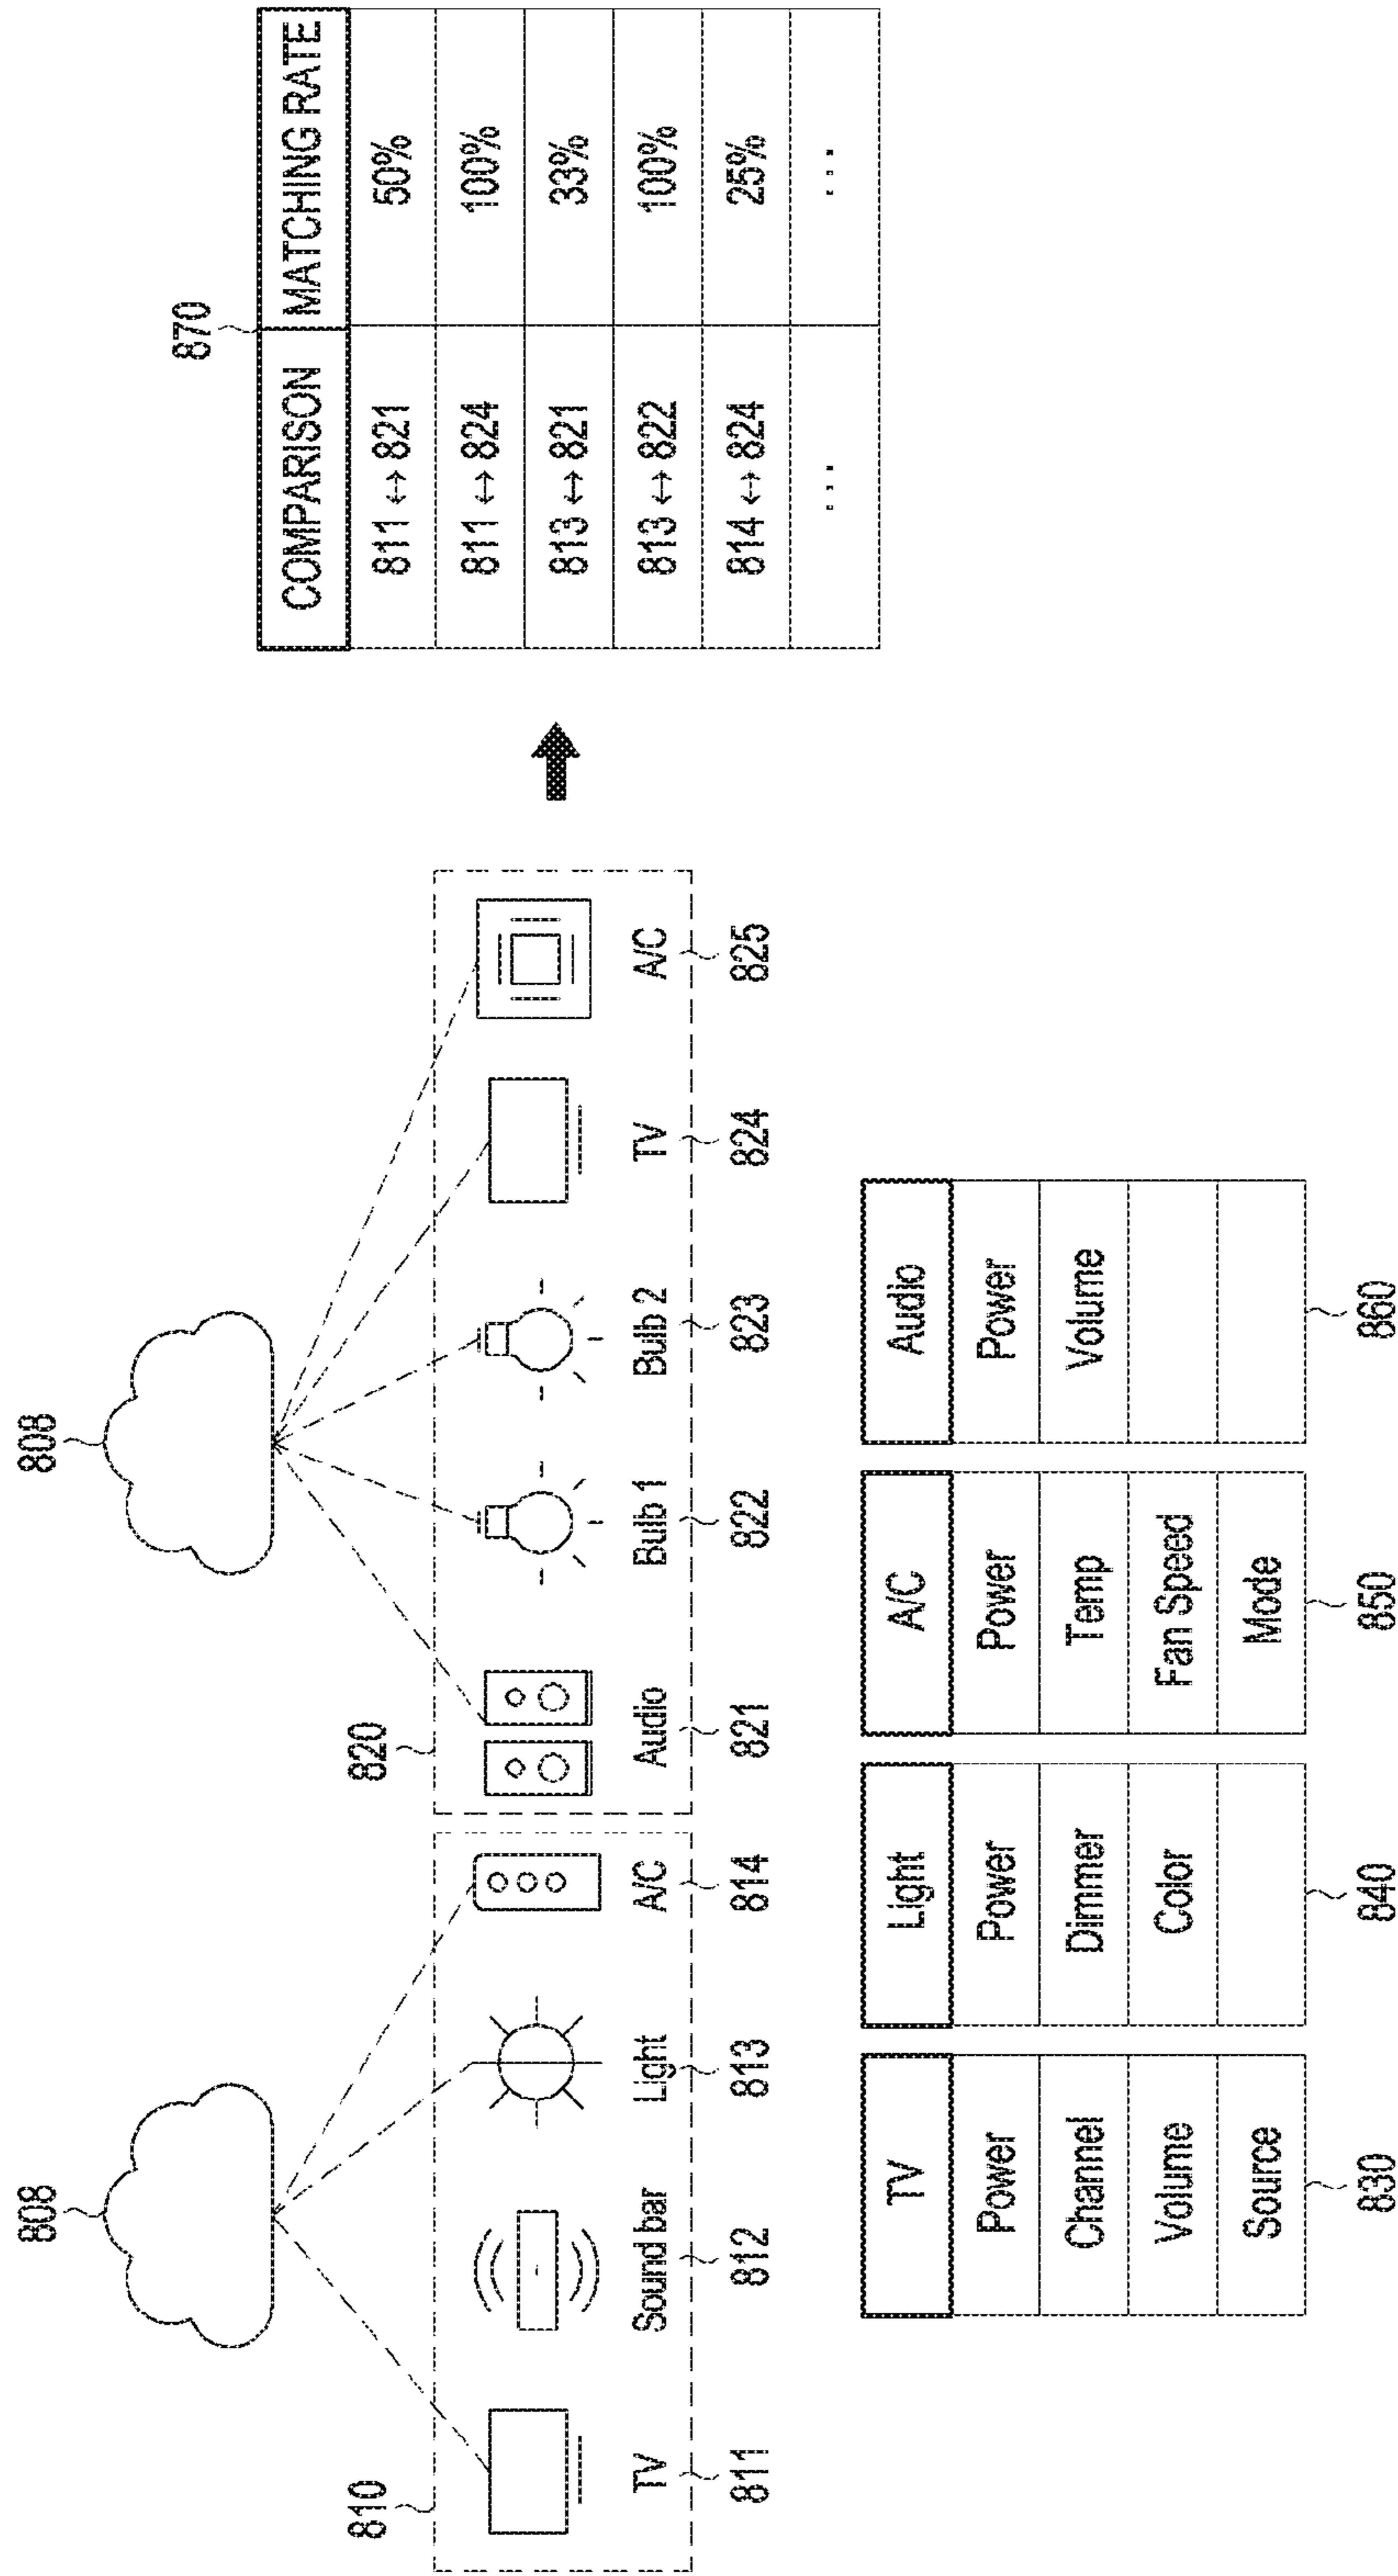 808
808
810
820
TV
Sound bar
Light
A/C
Audio
Bulb 1
Bulb 2
TV
A/C
811
812
813
814
821
822
823
824
825
TV
Power
Channel
Volume
Source
830
Light
Power
Dimmer
Color
840
A/C
Power
Temp
Fan Speed
Mode
850
Audio
Power
Volume
860
870
COMPARISON MATCHING RATE
811 ↔ 821 50%
811 ↔ 824 100%
813 ↔ 821 33%
813 ↔ 822 100%
814 ↔ 824 25%
... ...